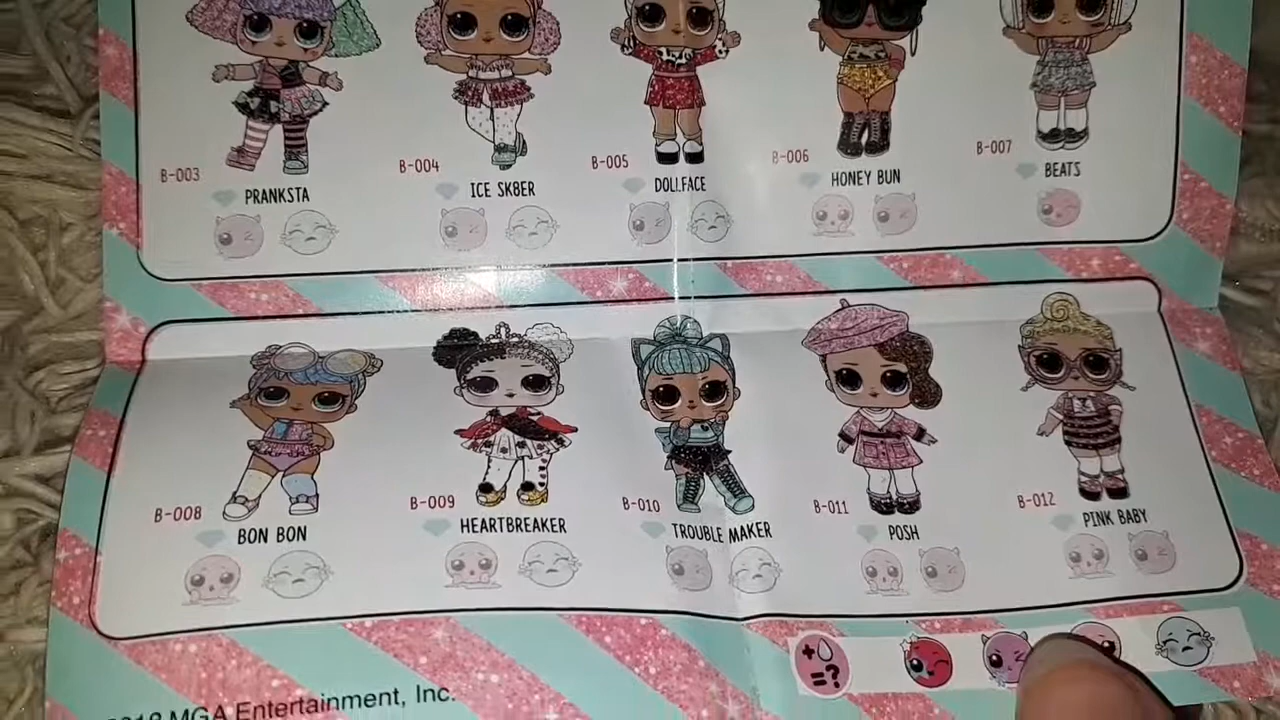 B-003
PRANKSTA
B-004
ICE SK8ER
B-005
DOLLFACE
B-006
HONEY BUN
B-007
BEATS
B-008
BON BON
B-009
HEARTBREAKER
B-010
TROUBLE MAKER
B-011
POSH
B-012
PINK BABY
+ =?
2018 MGA Entertainment, Inc.